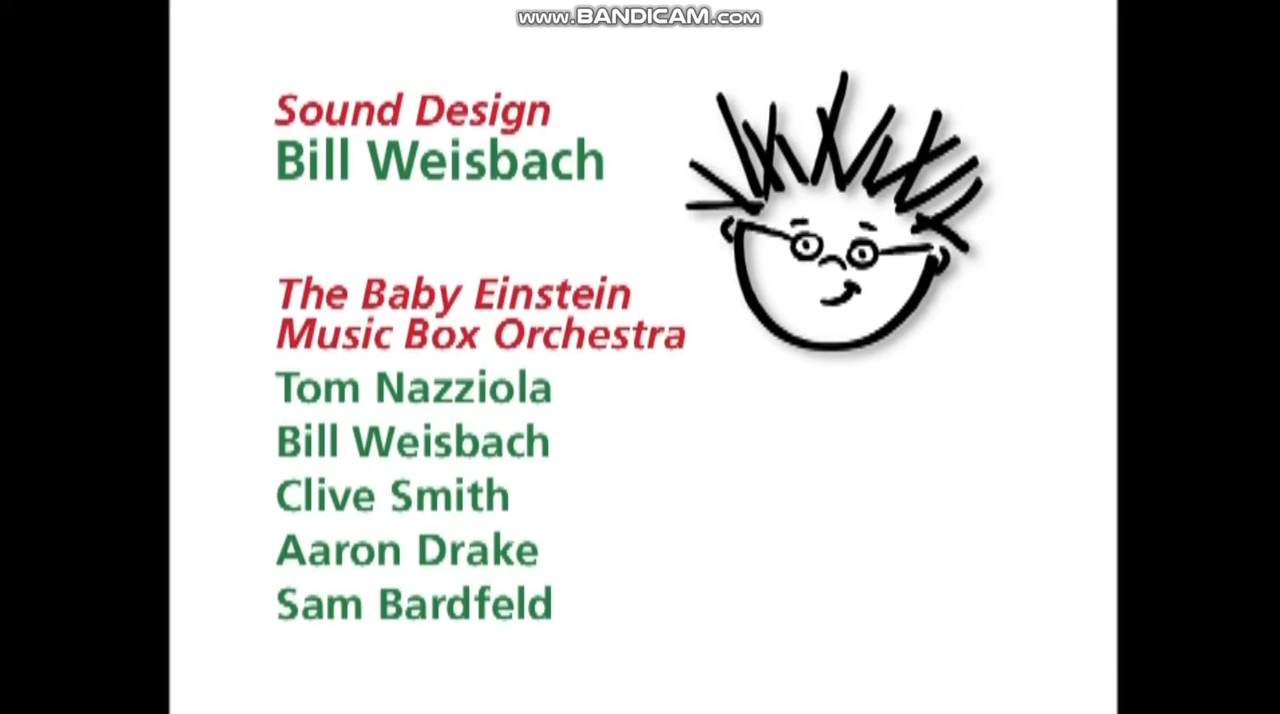 www.BANDICAM.com
Sound Design
Bill Weisbach
The Baby Einstein
Music Box Orchestra
Tom Nazziola
Bill Weisbach
Clive Smith
Aaron Drake
Sam Bardfeld